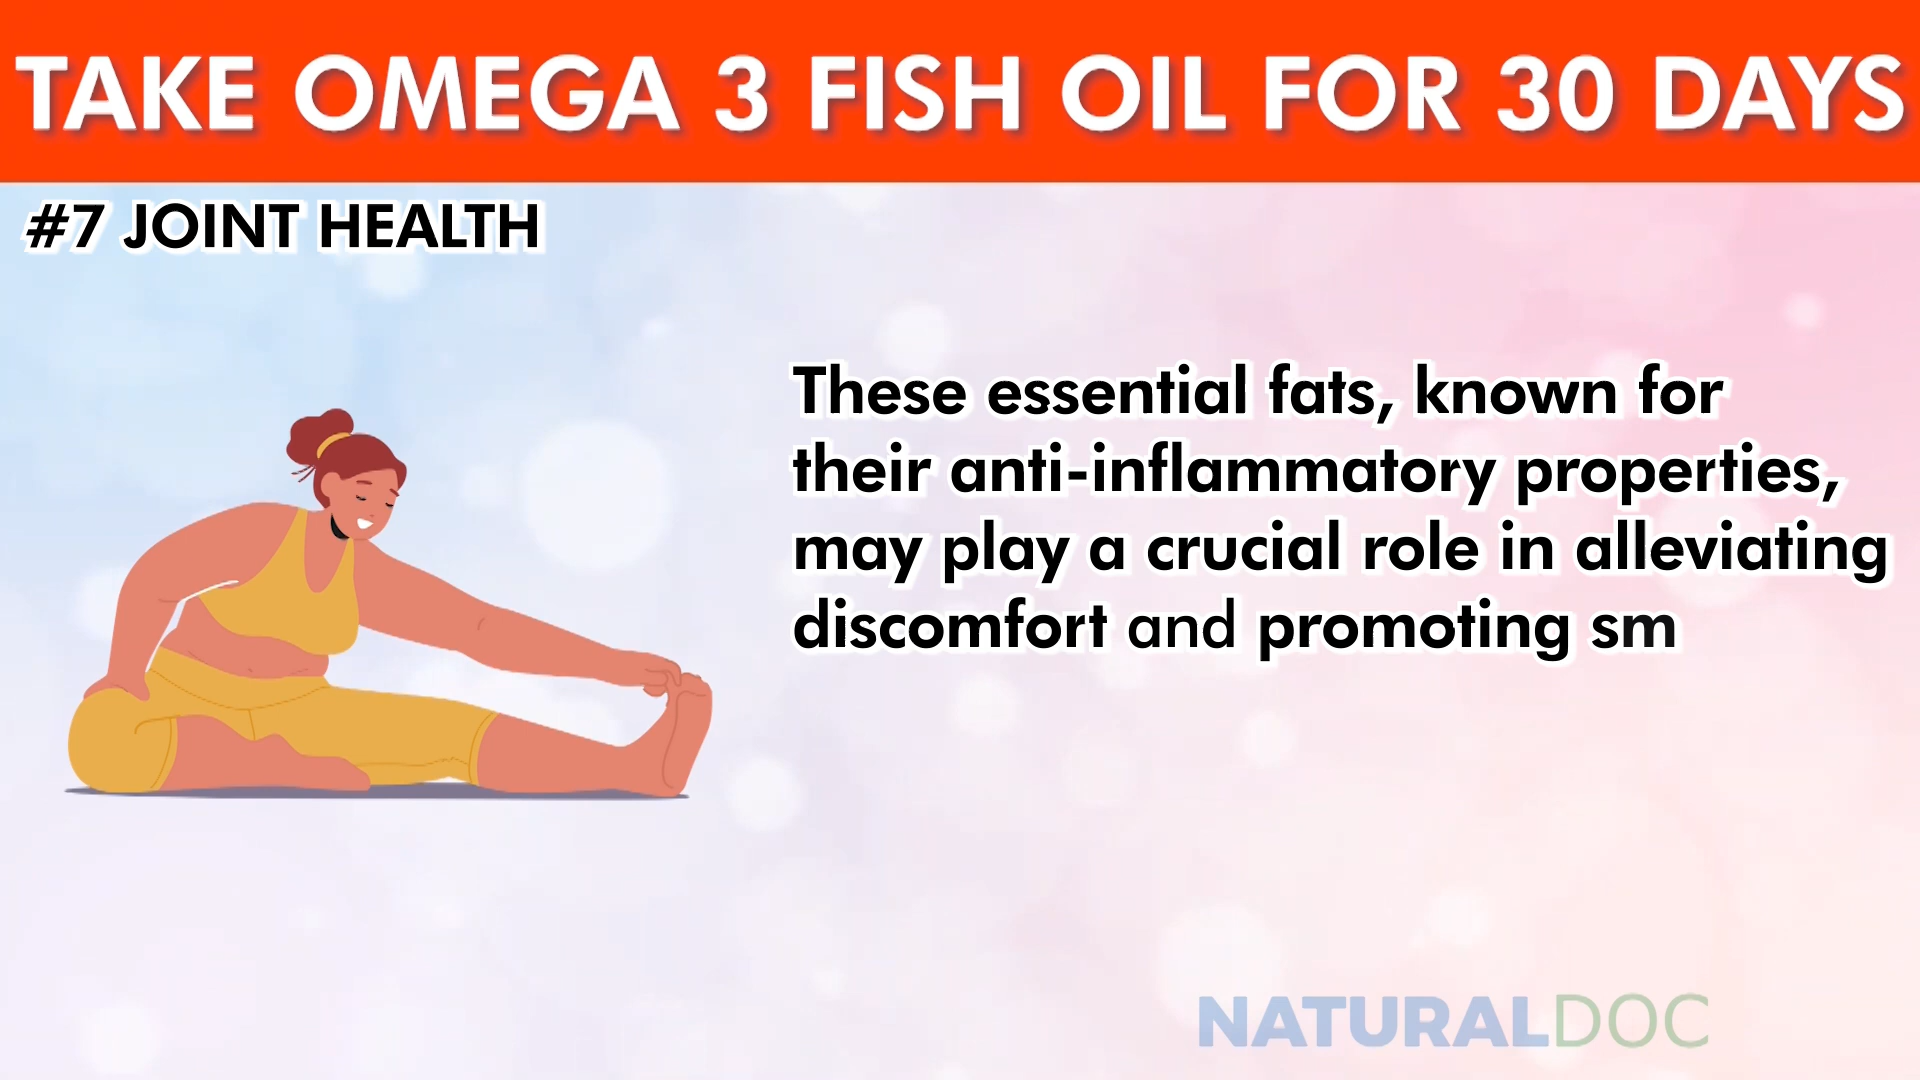 TAKE OMEGA 3 FISH OIL FOR 30 DAYS
#7 JOINT HEALTH
These essential fats, known for
their anti-inflammatory properties,
may play a crucial role in alleviating
discomfort and promoting sm
NATURALDOC